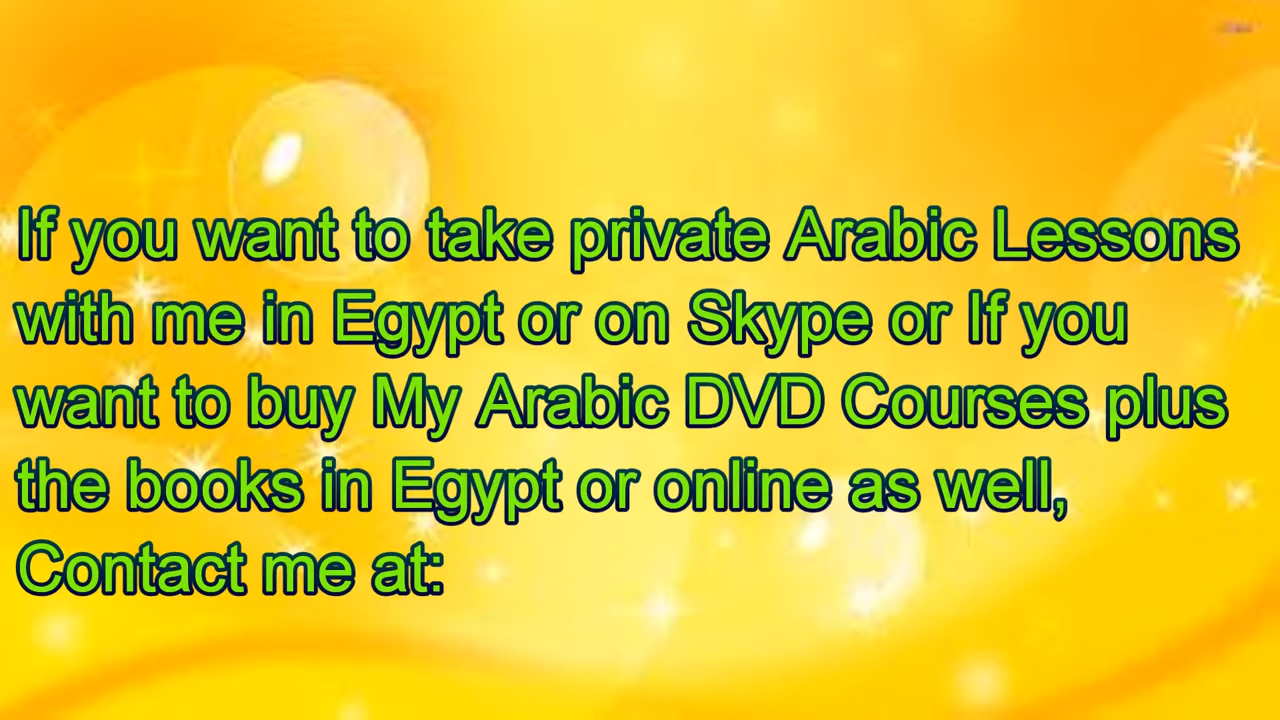 If you want to take private Arabic Lessons
with me in Egypt or on Skype or If you
want to buy My Arabic DVD Courses plus
the books in Egypt or online as well,
Contact me at: